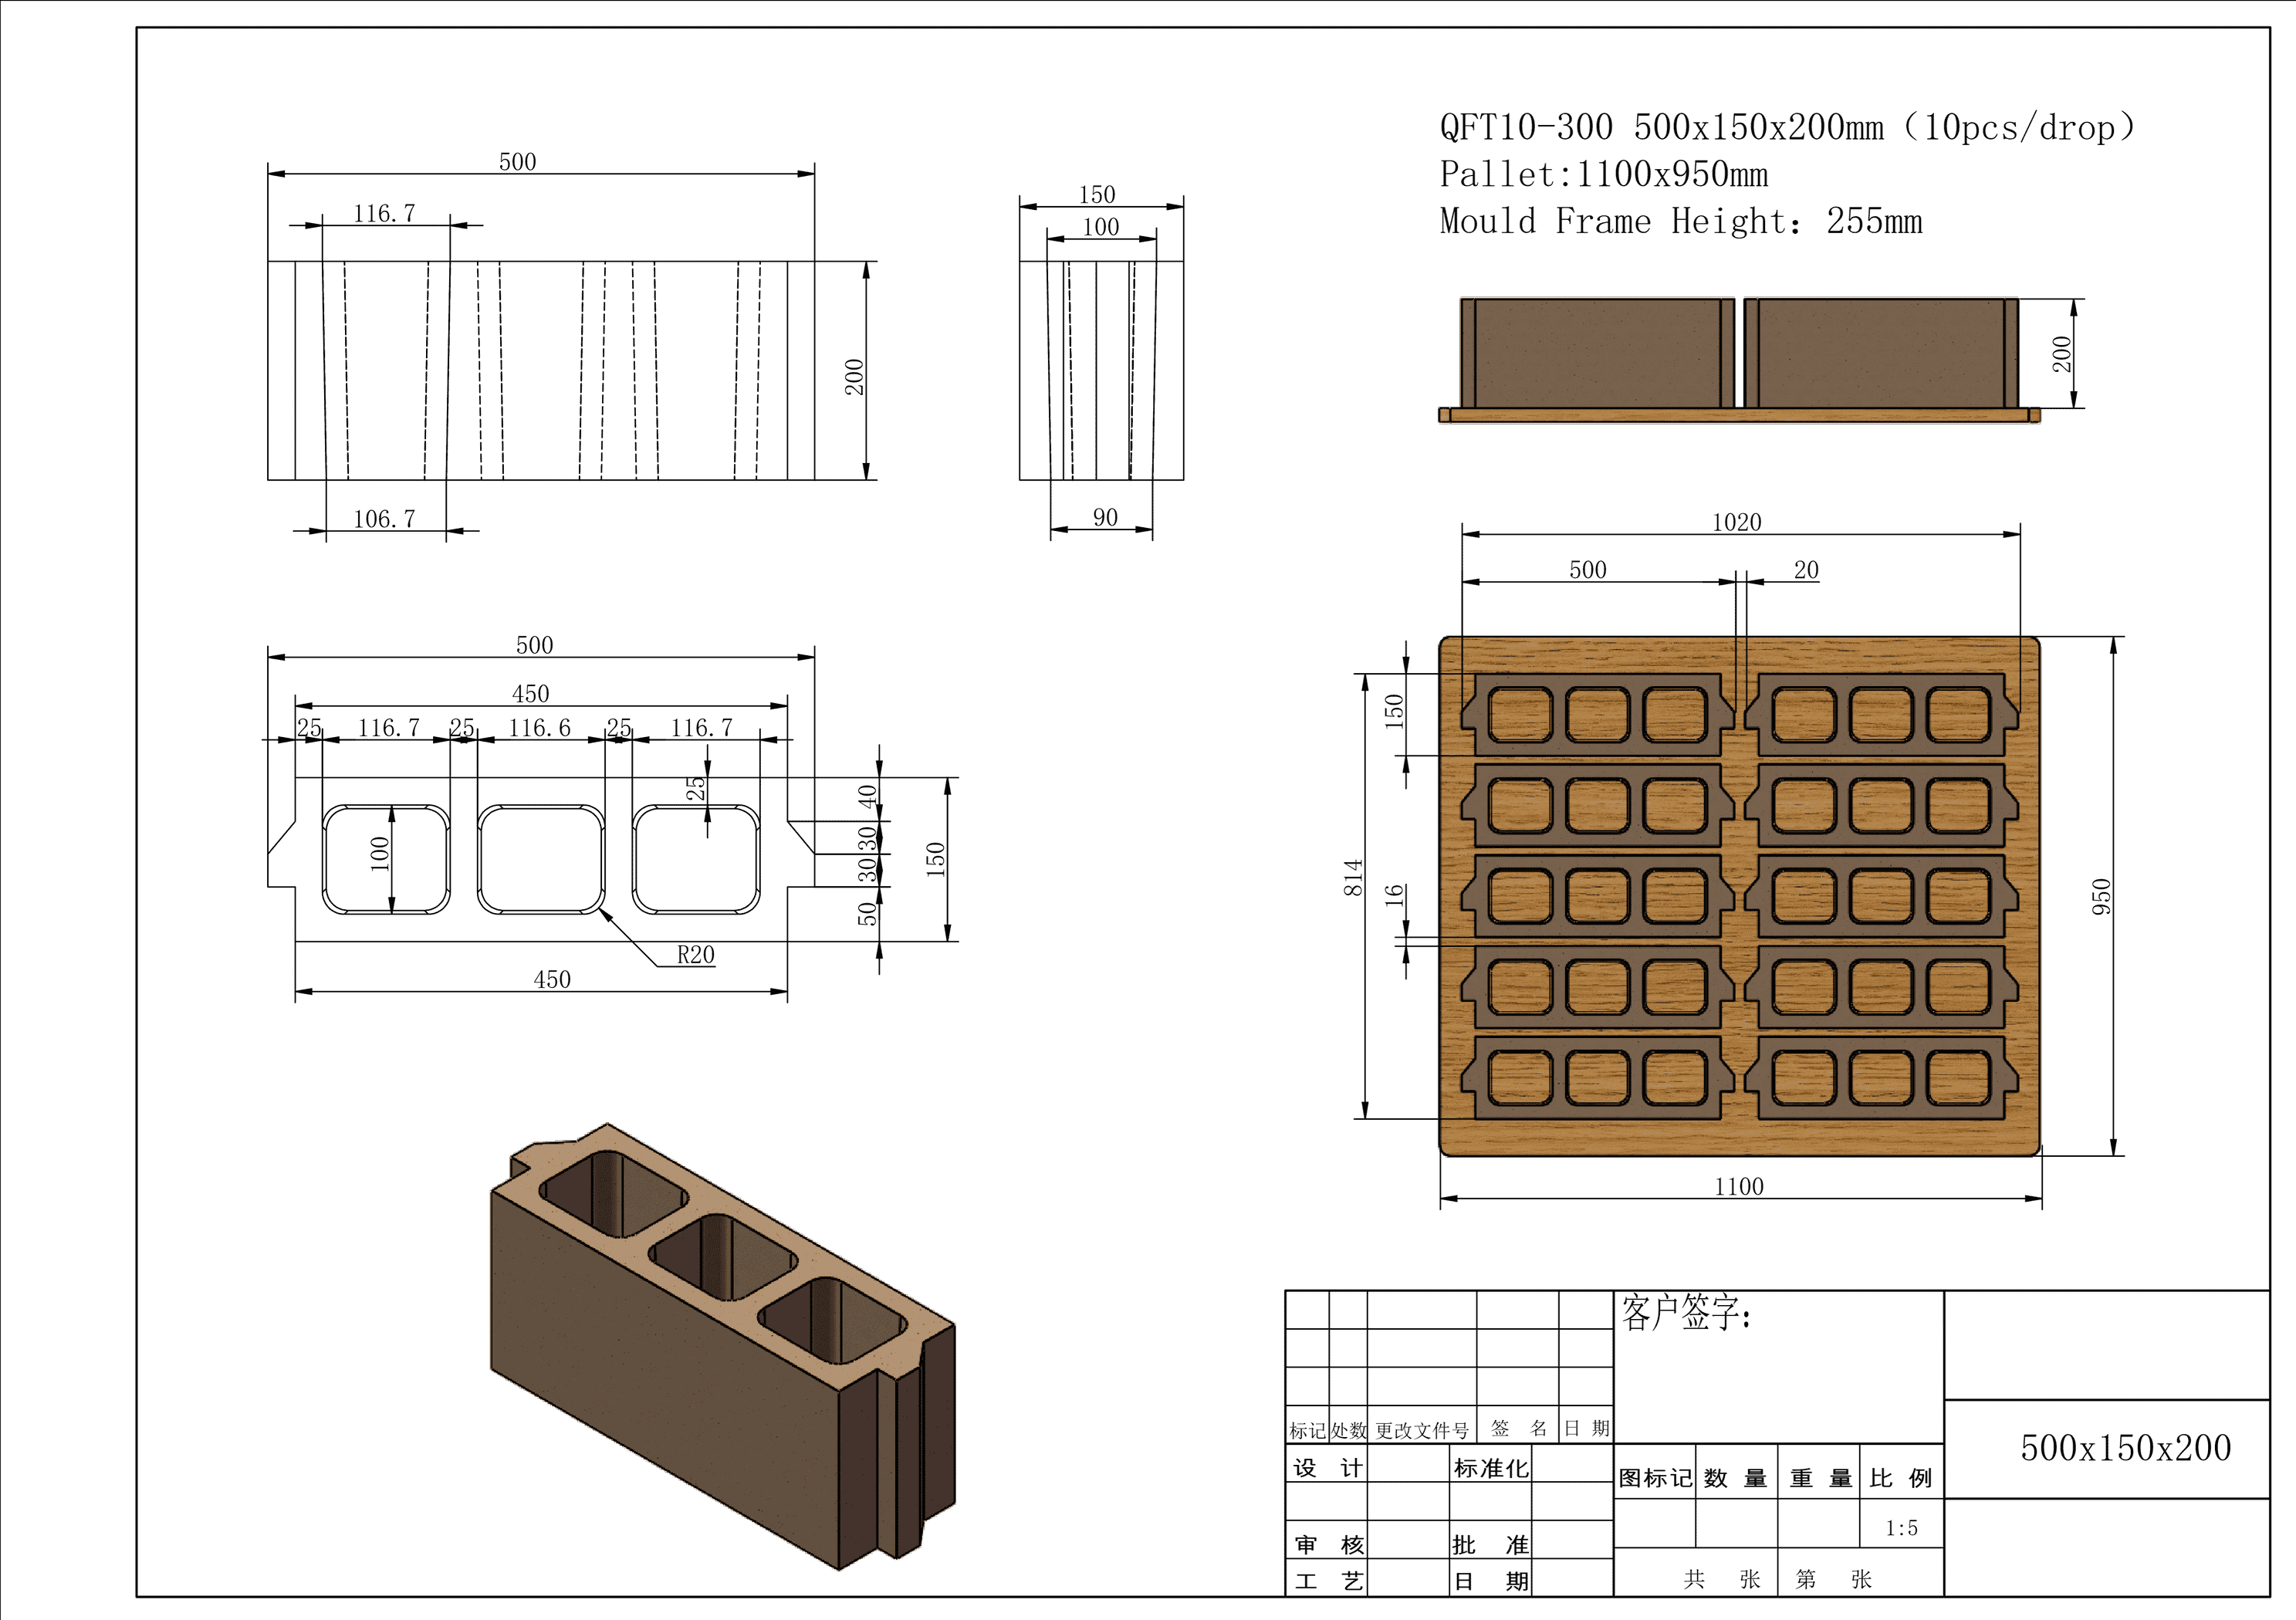 QFT10-300 500x150x200mm（10pcs/drop）
Pallet:1100x950mm
Mould Frame Height：255mm
500
116.7
200
106.7
150
100
90
200
500
450
25 116.7 25 116.6 25 116.7
25
100
40
30
30
50
150
R20
450
1020
500 20
150
814
16
950
1100
客户签字：
标记 处数 更改文件号 签 名 日 期
设 计 标准化
图标记 数 量 重 量 比 例
500x150x200
1:5
审 核 批 准
工 艺 日 期
共 张 第 张